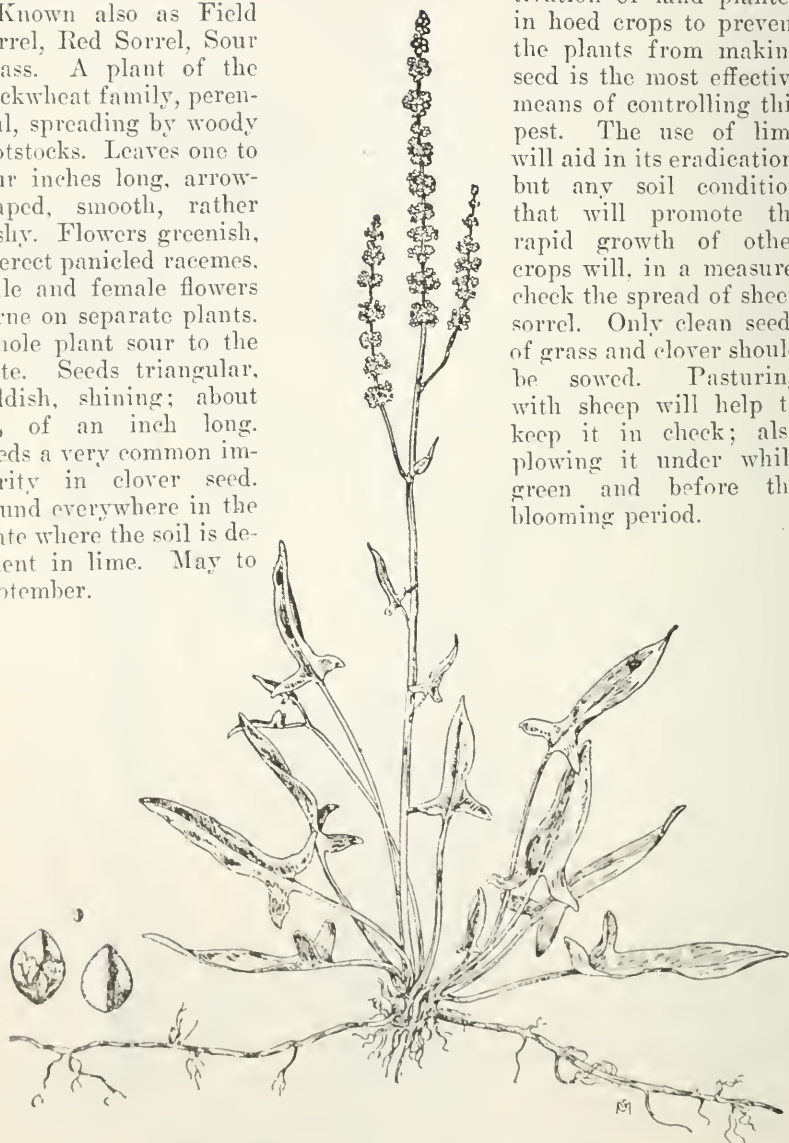 Known also as Field
rrel, Red Sorrel, Sour
ass. A plant of the
ckwheat family, peren-
al, spreading by woody
otstocks. Leaves one to
ur inches long, arrow-
aped, smooth, rather
shy. Flowers greenish,
erect panicled racemes,
le and female flowers
rne on separate plants.
hole plant sour to the
te. Seeds triangular,
ldish, shining; about
, of an inch long.
eds a very common im-
rity in clover seed.
und everywhere in the
ate where the soil is de-
ient in lime. May to
ptember.
in hoed crops to preven
the plants from makin
seed is the most effectiv
means of controlling thi
pest. The use of lim
will aid in its eradication
but any soil conditio
that will promote th
rapid growth of othe
crops will, in a measure
check the spread of shee
sorrel. Only clean seed
of grass and clover shoul
be sowed. Pasturin
with sheep will help t
keep it in check; als
plowing it under whil
green and before th
blooming period.